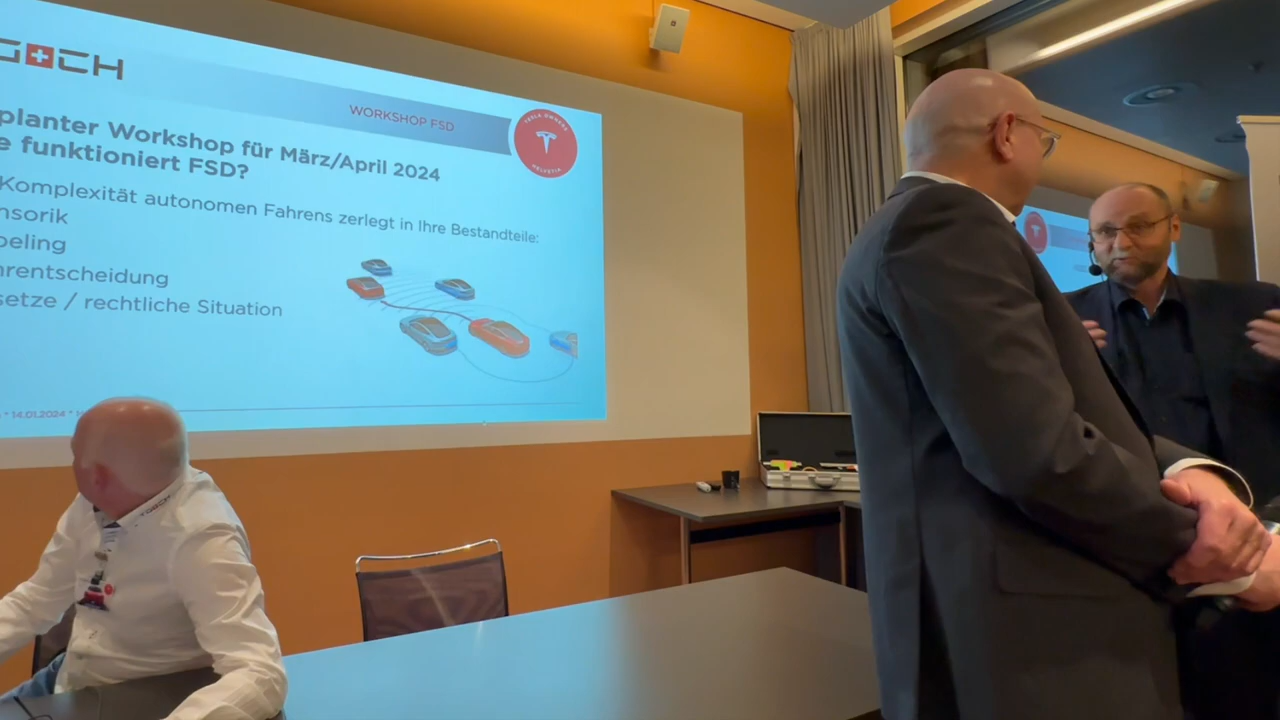 WORKSHOP FSD
TESLA OWNERS
HELVETIA
planter Workshop für März/April 2024
e funktioniert FSD?
Komplexität autonomen Fahrens zerlegt in Ihre Bestandteile:
nsorik
beling
hrentscheidung
setze / rechtliche Situation
* 14.01.2024 *